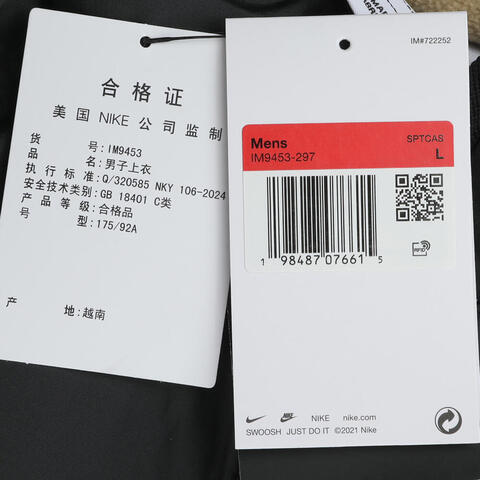 合格证
美国 NIKE 公司监制
货号: IM9453
品名: 男子上衣
执行标准: Q/320585 NKY 106-2024
安全技术类别: GB 18401 C类
产品等级: 合格品
号型: 175/92A
产地: 越南
IM#722252
Mens
SPTCAS
IM9453-297
L
1 98487 07661 5
RFID
NIKE nike.com
SWOOSH JUST DO IT ©2021 Nike